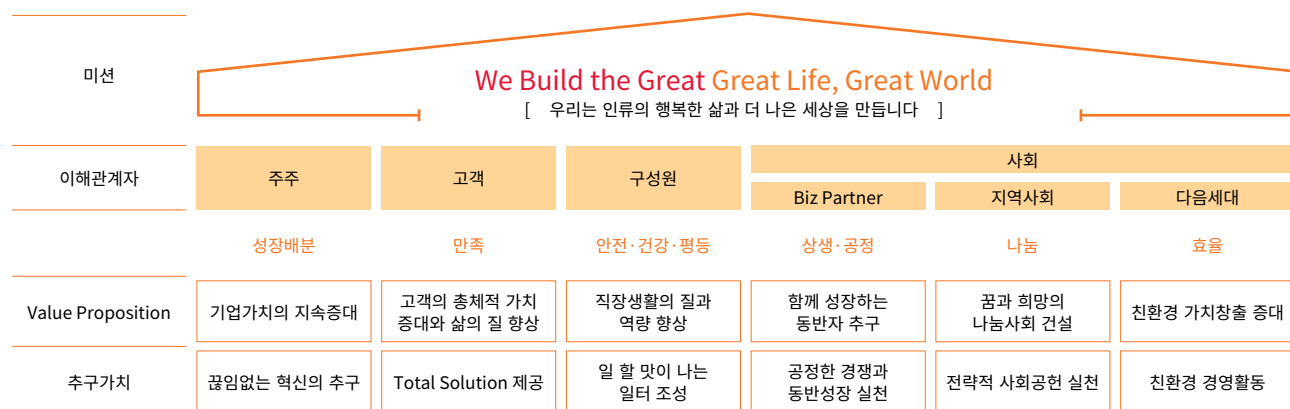 미션
We Build the Great Great Life, Great World
[ 우리는 인류의 행복한 삶과 더 나은 세상을 만듭니다 ]
이해관계자
주주
고객
구성원
사회
Biz Partner
지역사회
다음세대
성장배분
만족
안전·건강·평등
상생·공정
나눔
효율
Value Proposition
기업가치의 지속증대
고객의 총체적 가치
증대와 삶의 질 향상
직장생활의 질과
역량 향상
함께 성장하는
동반자 추구
꿈과 희망의
나눔사회 건설
친환경 가치창출 증대
추구가치
끊임없는 혁신의 추구
Total Solution 제공
일 할 맛이 나는
일터 조성
공정한 경쟁과
동반성장 실천
전략적 사회공헌 실천
친환경 경영활동